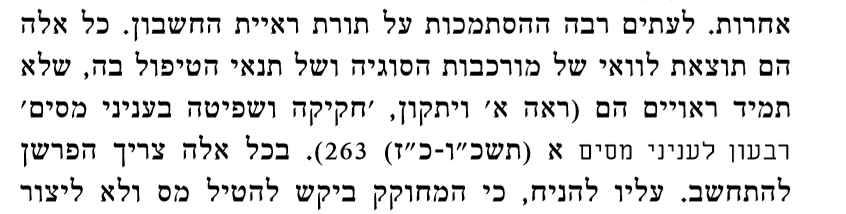 אחרות. לעתים רבה ההסתמכות על תורת ראיית החשבון. כל אלה
הם תוצאת לוואי של מורכבות הסוגיה ושל תנאי הטיפול בה, שלא
תמיד ראויים הם (ראה א׳ ויתקון, ׳חקיקה ושפיטה בעניני מסים׳
רבעון לעניני מסים א (תשכ״ו-כ״ז) 263). בכל אלה צריך הפרשן
להתחשב. עליו להניח, כי המחוקק ביקש להטיל מס ולא ליצור